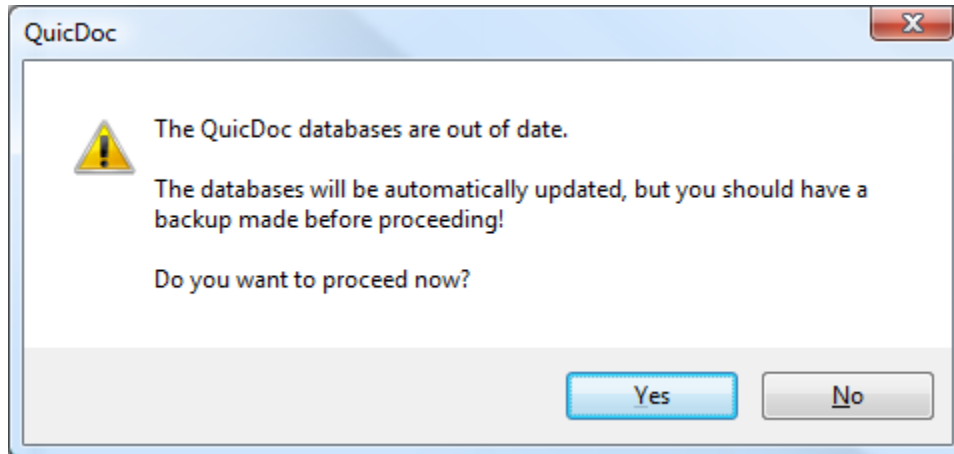 QuicDoc
The QuicDoc databases are out of date.
The databases will be automatically updated, but you should have a
backup made before proceeding!
Do you want to proceed now?
Yes
No